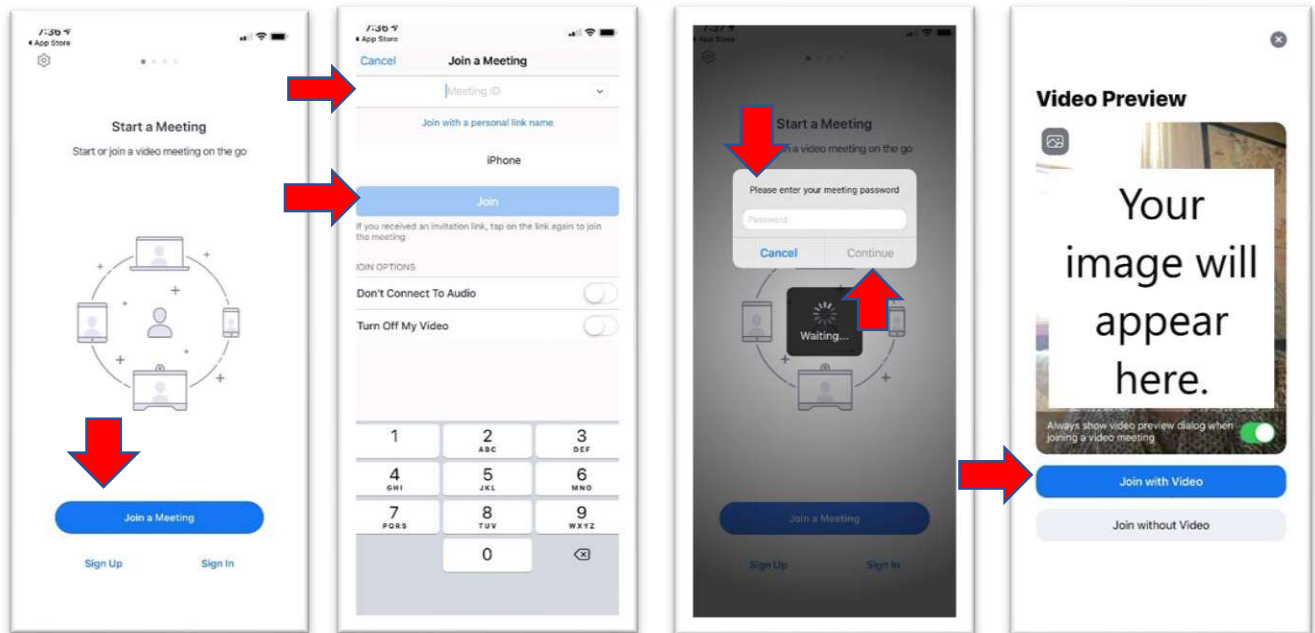 7:36
App Store
Start a Meeting
Start or join a video meeting on the go
Join a Meeting
Sign Up
Sign In
7:36
App Store
Cancel
Join a Meeting
Meeting ID
Join with a personal link name
iPhone
Join
If you received an invitation link, tap on the link again to join
the meeting
JOIN OPTIONS
Don't Connect To Audio
Turn Off My Video
1
2
ABC
3
DEF
4
GHI
5
JKL
6
MNO
7
PQRS
8
TUV
9
WXYZ
0
7:37
App Store
Start a Meeting
a video meeting on the go
Please enter your meeting password
Password
Cancel
Continue
Waiting...
Join a Meeting
Sign Up
Sign In
Video Preview
Your
image will
appear
here.
Always show video preview dialog when
joining a video meeting
Join with Video
Join without Video